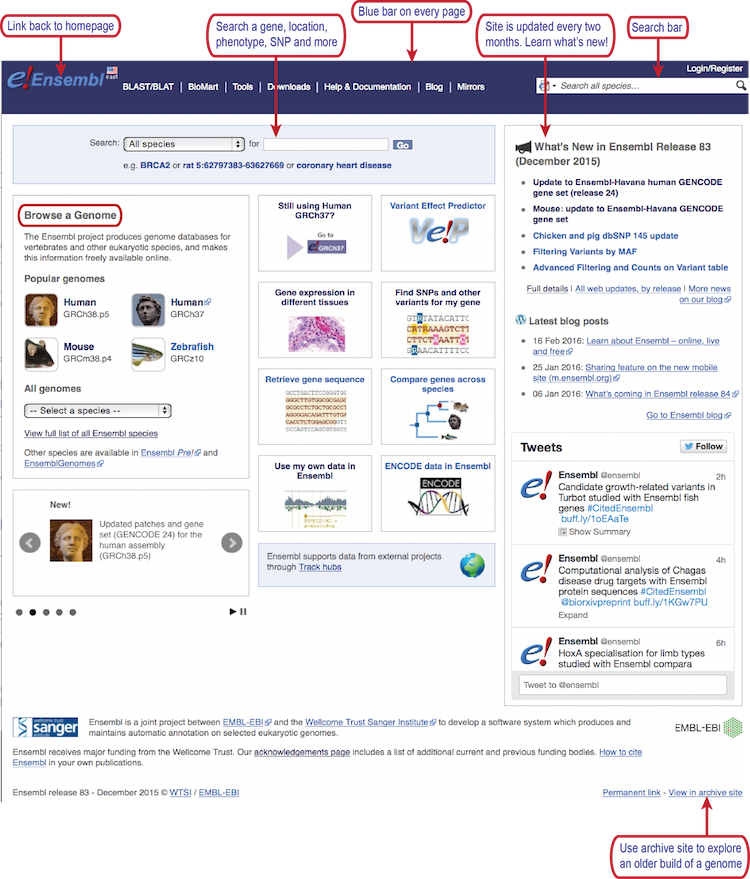 Link back to homepage
Search a gene, location,
phenotype, SNP and more
Blue bar on every page
Site is updated every two
months. Learn what's new!
Search bar
Login/Register
e!Ensembl east
BLAST/BLAT | BioMart | Tools | Downloads | Help & Documentation | Blog | Mirrors
Search all species...
Search: All species for Go
e.g. BRCA2 or rat 5:62797383-63627669 or coronary heart disease
Browse a Genome
The Ensembl project produces genome databases for
vertebrates and other eukaryotic species, and makes
this information freely available online.
Popular genomes
Human
GRCh38.p5
Human
GRCh37
Mouse
GRCm38.p4
Zebrafish
GRCz10
All genomes
-- Select a species --
View full list of all Ensembl species
Other species are available in Ensembl Pre! and
EnsemblGenomes
New!
Updated patches and gene
set (GENCODE 24) for the
human assembly
(GRCh38.p5)
Still using Human
GRCh37?
Go to
e! GRCh37
Variant Effect Predictor
VeP
Gene expression in
different tissues
Find SNPs and other
variants for my gene
Retrieve gene sequence
Compare genes across
species
Use my own data in
Ensembl
ENCODE data in Ensembl
ENCODE
Ensembl supports data from external projects
through Track hubs
What's New in Ensembl Release 83
(December 2015)
Update to Ensembl-Havana human GENCODE
gene set (release 24)
Mouse: update to Ensembl-Havana GENCODE
gene set
Chicken and pig dbSNP 145 update
Filtering Variants by MAF
Advanced Filtering and Counts on Variant table
Full details | All web updates, by release | More news
on our blog
Latest blog posts
16 Feb 2016: Learn about Ensembl – online, live
and free
25 Jan 2016: Sharing feature on the new mobile
site (m.ensembl.org)
06 Jan 2016: What's coming in Ensembl release 84
Go to Ensembl blog
Tweets Follow
Ensembl @ensembl 2h
Candidate growth-related variants in
Turbot studied with Ensembl fish
genes #CitedEnsembl
buff.ly/1oEAaTe
Show Summary
Ensembl @ensembl 4h
Computational analysis of Chagas
disease drug targets with Ensembl
protein sequences #CitedEnsembl
@biorxivpreprint buff.ly/1KGw7PU
Expand
Ensembl @ensembl 6h
HoxA specialisation for limb types
studied with Ensembl compara
Tweet to @ensembl
wellcome trust
sanger
institute
Ensembl is a joint project between EMBL-EBI and the Wellcome Trust Sanger Institute to develop a software system which produces and
maintains automatic annotation on selected eukaryotic genomes.
EMBL-EBI
Ensembl receives major funding from the Wellcome Trust. Our acknowledgements page includes a list of additional current and previous funding bodies. How to cite
Ensembl in your own publications.
Ensembl release 83 - December 2015 © WTSI / EMBL-EBI
Permanent link - View in archive site
Use archive site to explore
an older build of a genome